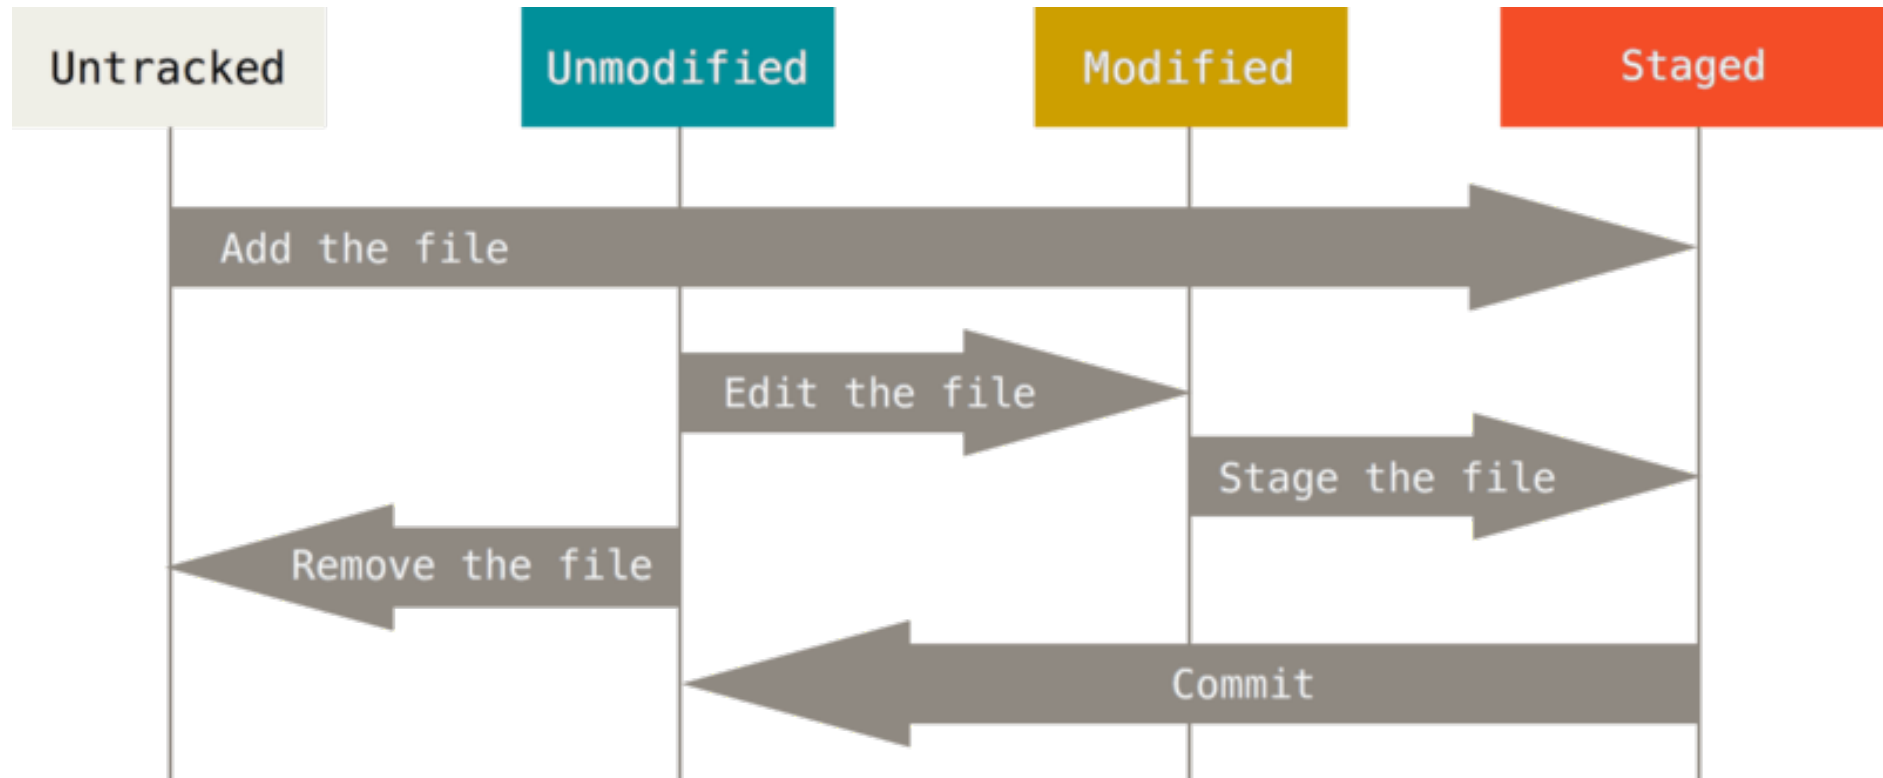 Untracked
Unmodified
Modified
Staged
Add the file
Edit the file
Stage the file
Remove the file
Commit